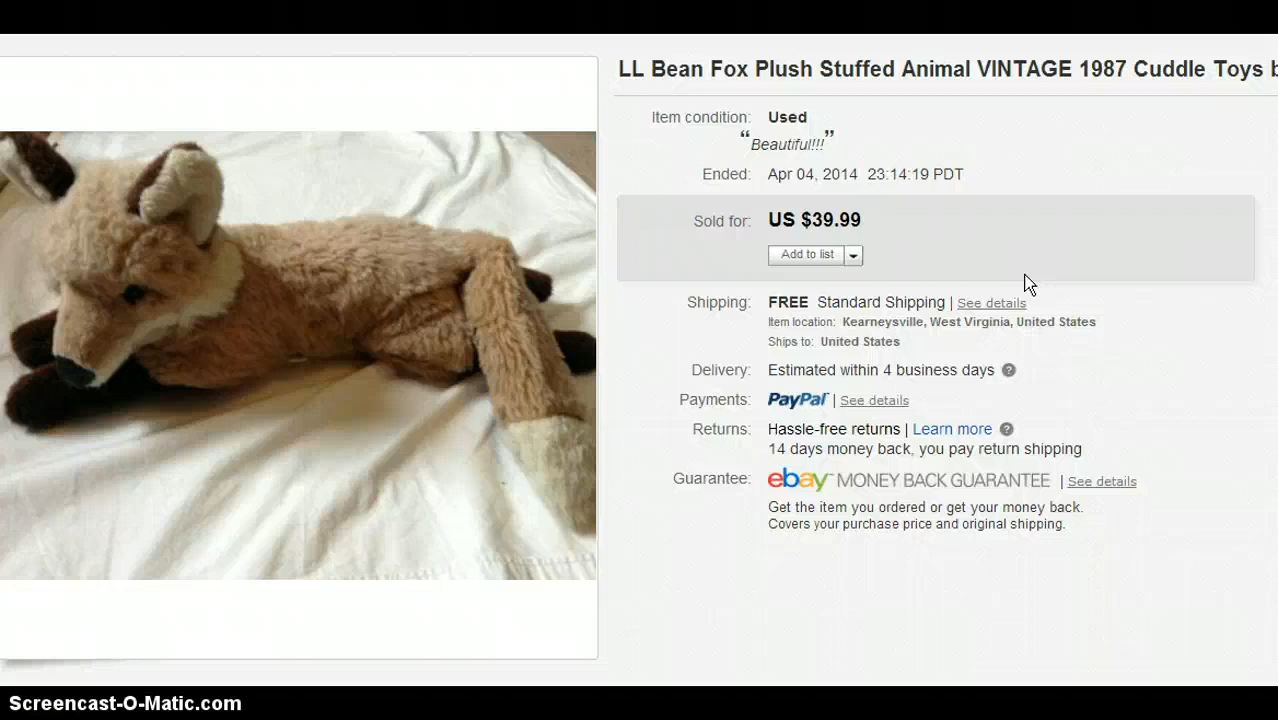 LL Bean Fox Plush Stuffed Animal VINTAGE 1987 Cuddle Toys
Item condition: Used
“Beautiful!!!”
Ended: Apr 04, 2014 23:14:19 PDT
Sold for: US $39.99
Add to list
Shipping: FREE Standard Shipping | See details
Item location: Kearneysville, West Virginia, United States
Ships to: United States
Delivery: Estimated within 4 business days ?
Payments: PayPal | See details
Returns: Hassle-free returns | Learn more ?
14 days money back, you pay return shipping
Guarantee: ebay™ MONEY BACK GUARANTEE | See details
Get the item you ordered or get your money back.
Covers your purchase price and original shipping.
Screencast-O-Matic.com